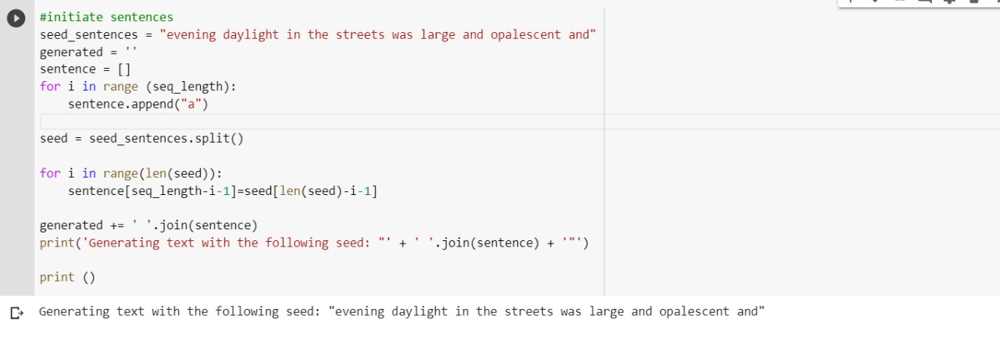 #initiate sentences
seed_sentences = "evening daylight in the streets was large and opalescent and"
generated = ''
sentence = []
for i in range (seq_length):
    sentence.append("a")
seed = seed_sentences.split()
for i in range(len(seed)):
    sentence[seq_length-i-1]=seed[len(seed)-i-1]
generated += ' '.join(sentence)
print('Generating text with the following seed: "' + ' '.join(sentence) + '"')
print ()
Generating text with the following seed: "evening daylight in the streets was large and opalescent and"